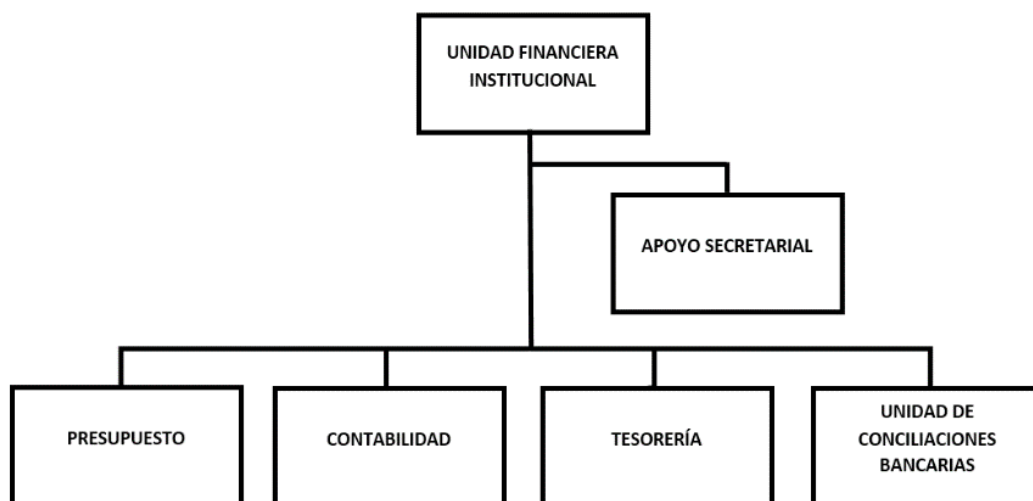 UNIDAD FINANCIERA
INSTITUCIONAL
APOYO SECRETARIAL
PRESUPUESTO
CONTABILIDAD
TESORERÍA
UNIDAD DE
CONCILIACIONES
BANCARIAS